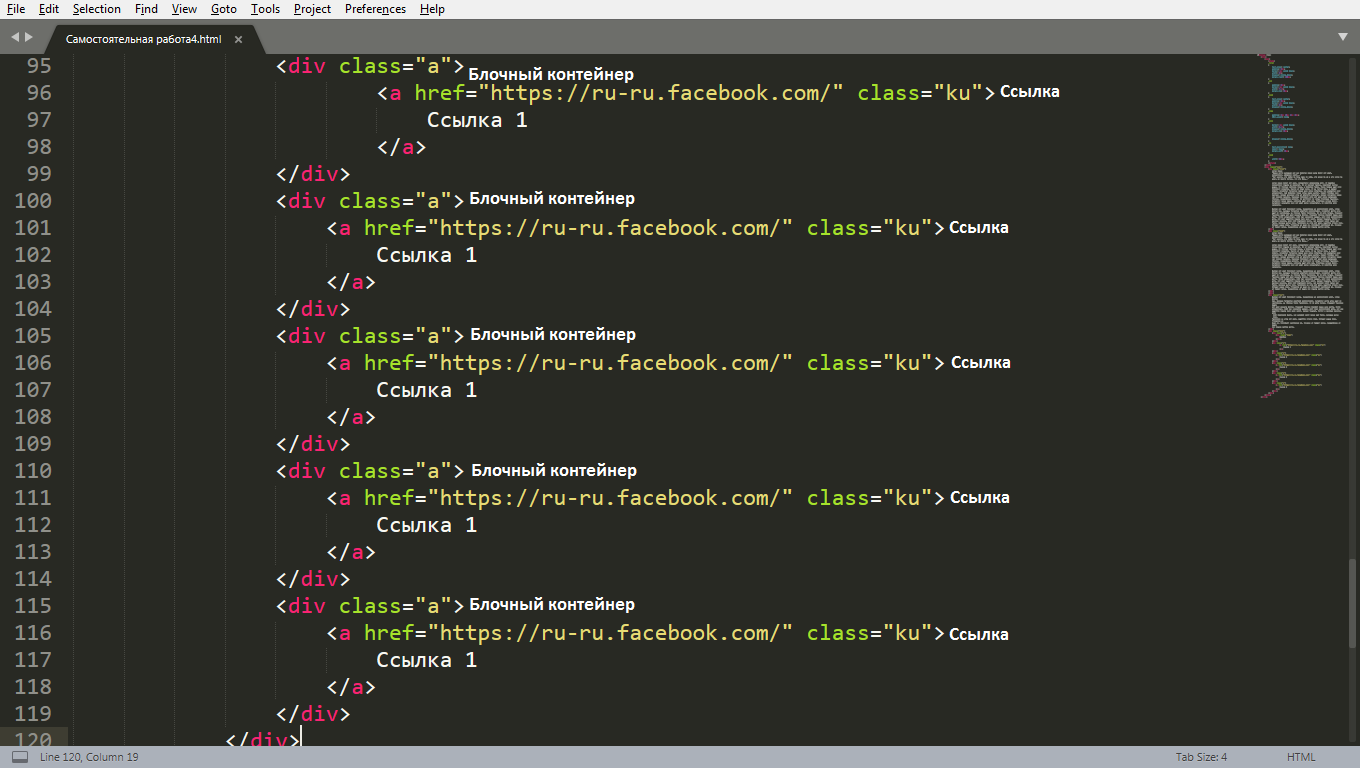 File Edit Selection Find View Goto Tools Project Preferences Help
Самостоятельная работа4.html ×
95 <div class="a"> Блочный контейнер
96 <a href="https://ru-ru.facebook.com/" class="ku"> Ссылка
97 Ссылка 1
98 </a>
99 </div>
100 <div class="a"> Блочный контейнер
101 <a href="https://ru-ru.facebook.com/" class="ku"> Ссылка
102 Ссылка 1
103 </a>
104 </div>
105 <div class="a"> Блочный контейнер
106 <a href="https://ru-ru.facebook.com/" class="ku"> Ссылка
107 Ссылка 1
108 </a>
109 </div>
110 <div class="a"> Блочный контейнер
111 <a href="https://ru-ru.facebook.com/" class="ku"> Ссылка
112 Ссылка 1
113 </a>
114 </div>
115 <div class="a"> Блочный контейнер
116 <a href="https://ru-ru.facebook.com/" class="ku"> Ссылка
117 Ссылка 1
118 </a>
119 </div>
120 </div>
Line 120, Column 19 Tab Size: 4 HTML